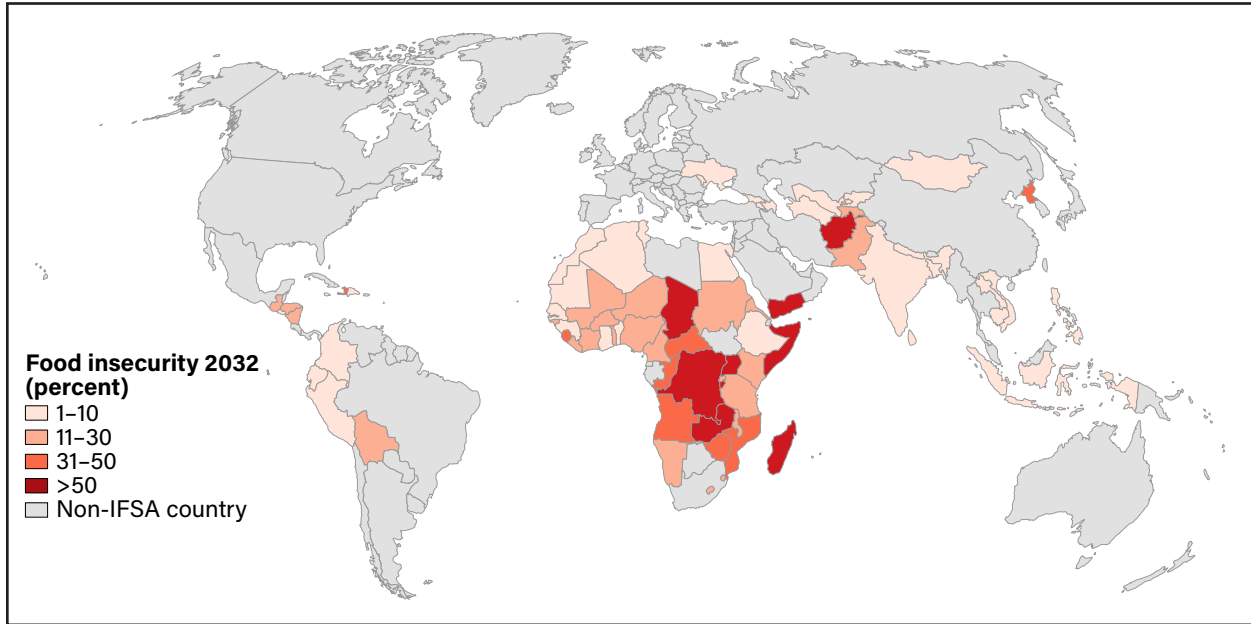 Food insecurity 2032
(percent)
1–10
11–30
31–50
>50
Non-IFSA country